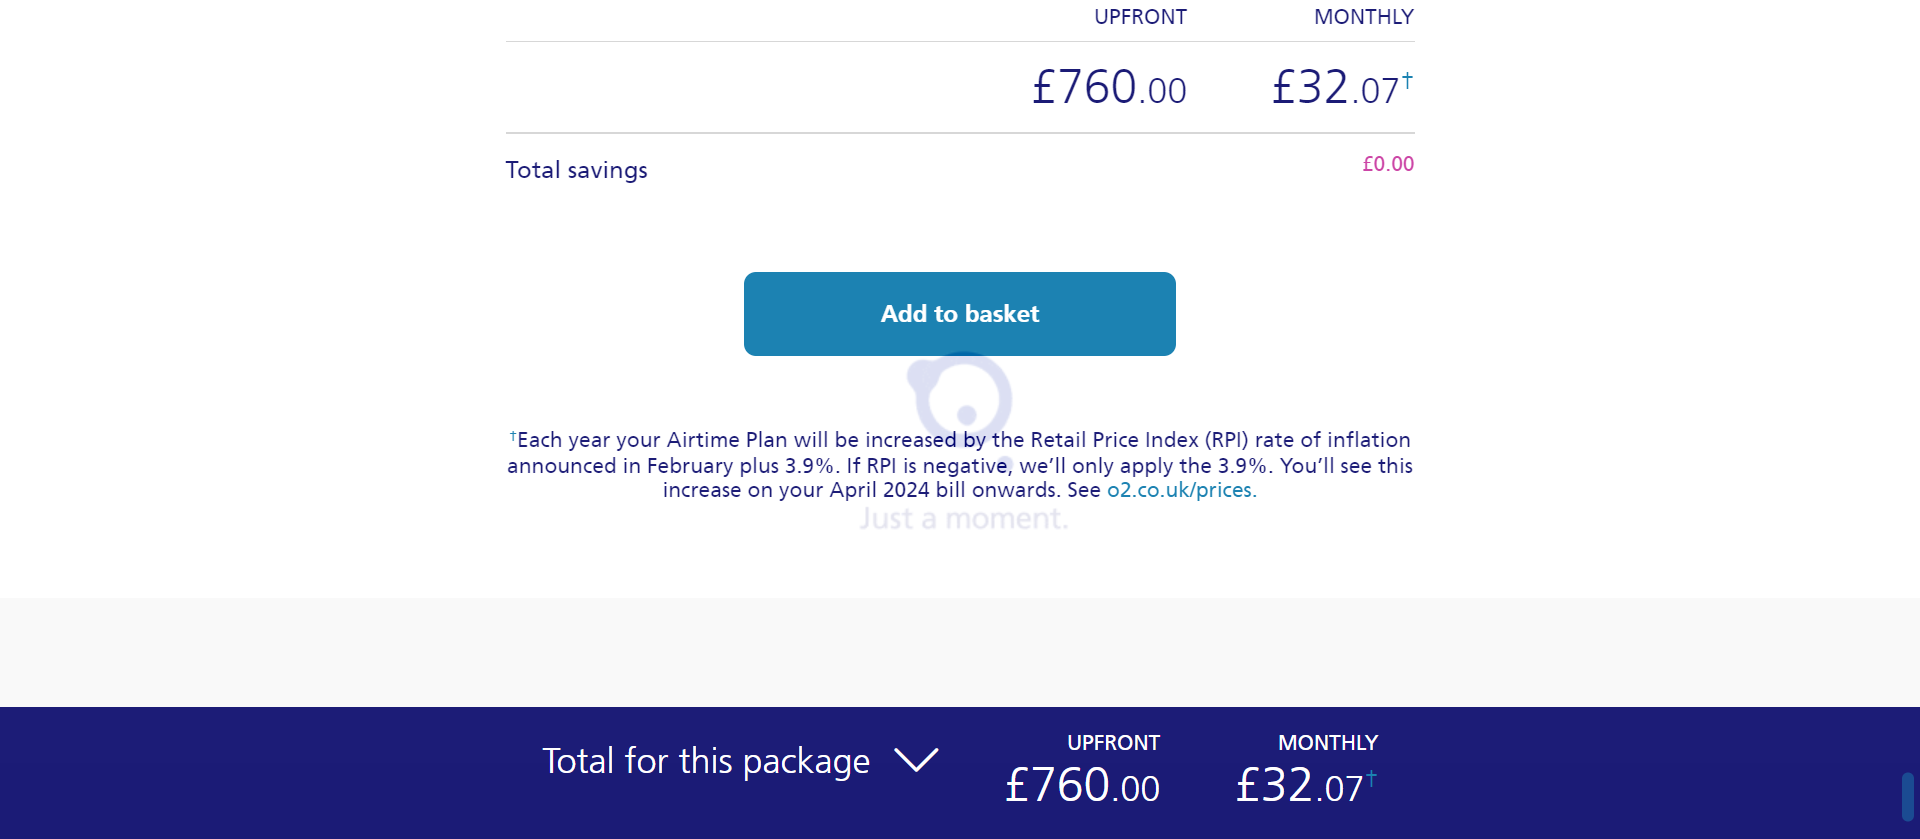 UPFRONT MONTHLY
£760.00 £32.07†
Total savings £0.00
Add to basket
†Each year your Airtime Plan will be increased by the Retail Price Index (RPI) rate of inflation
announced in February plus 3.9%. If RPI is negative, we’ll only apply the 3.9%. You’ll see this
increase on your April 2024 bill onwards. See o2.co.uk/prices.
Just a moment.
UPFRONT MONTHLY
Total for this package £760.00 £32.07†